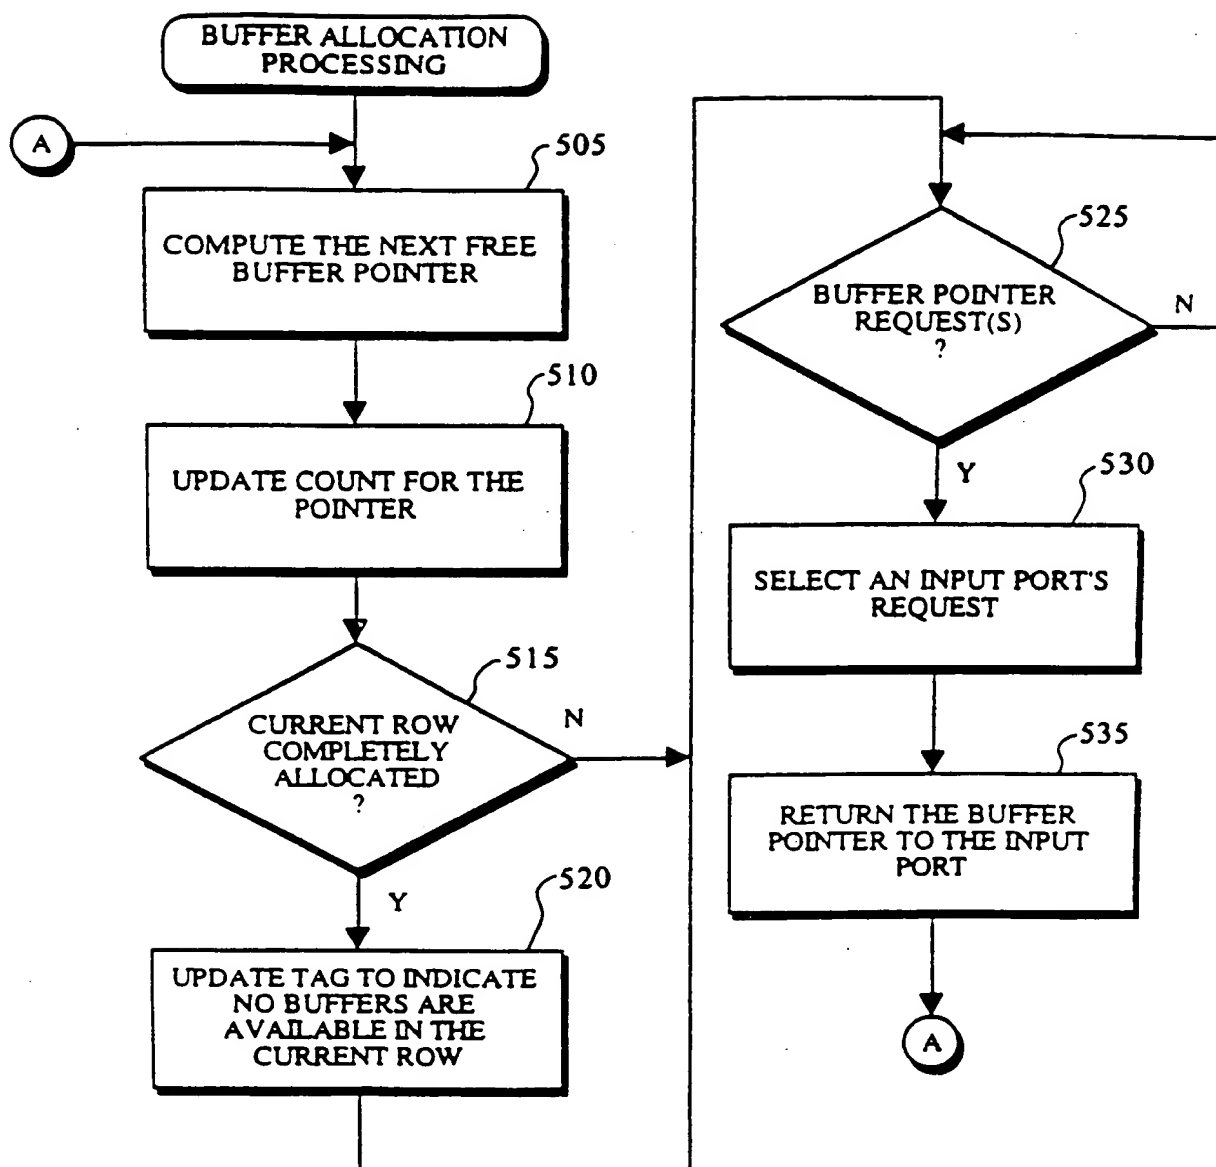 BUFFER ALLOCATION
PROCESSING
A
505
COMPUTE THE NEXT FREE
BUFFER POINTER
510
UPDATE COUNT FOR THE
POINTER
515
CURRENT ROW
COMPLETELY
ALLOCATED
?
N
Y
520
UPDATE TAG TO INDICATE
NO BUFFERS ARE
AVAILABLE IN THE
CURRENT ROW
525
BUFFER POINTER
REQUEST(S)
?
N
Y
530
SELECT AN INPUT PORT'S
REQUEST
535
RETURN THE BUFFER
POINTER TO THE INPUT
PORT
A